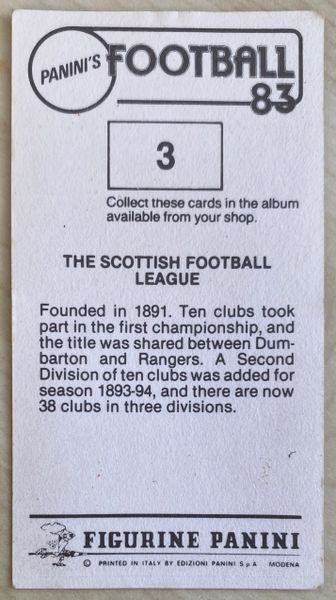 PANINI'S FOOTBALL
83
3
Collect these cards in the album
available from your shop.
THE SCOTTISH FOOTBALL
LEAGUE
Founded in 1891. Ten clubs took
part in the first championship, and
the title was shared between Dum-
barton and Rangers. A Second
Division of ten clubs was added for
season 1893-94, and there are now
38 clubs in three divisions.
FIGURINE PANINI
© PRINTED IN ITALY BY EDIZIONI PANINI S.p.A. MODENA